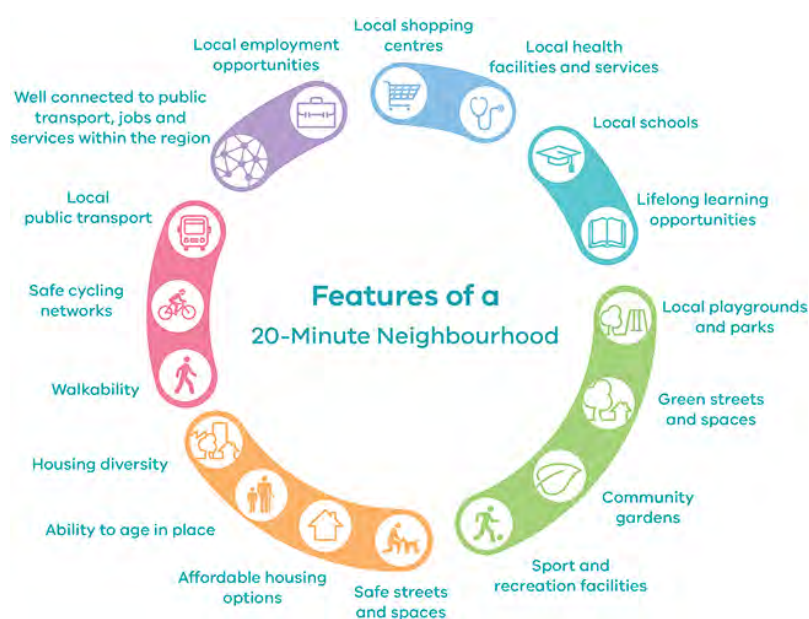 Features of a
20-Minute Neighbourhood
Local shopping
centres
Local health
facilities and services
Local schools
Lifelong learning
opportunities
Local playgrounds
and parks
Green streets
and spaces
Community
gardens
Sport and
recreation facilities
Safe streets
and spaces
Affordable housing
options
Ability to age in place
Housing diversity
Walkability
Safe cycling
networks
Local
public transport
Well connected to public
transport, jobs and
services within the region
Local employment
opportunities